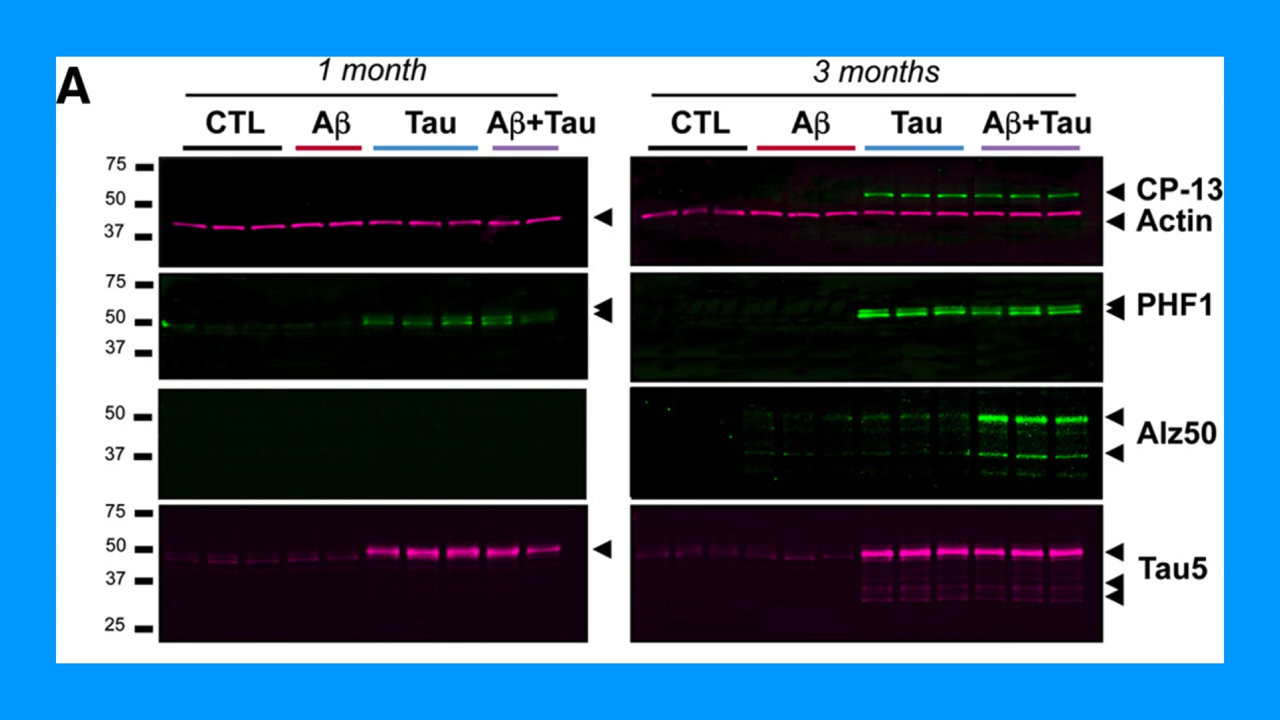 A
1 month
3 months
CTL Aβ Tau Aβ+Tau
CTL Aβ Tau Aβ+Tau
75
50
37
CP-13
Actin
75
50
37
PHF1
50
37
Alz50
75
50
37
25
Tau5